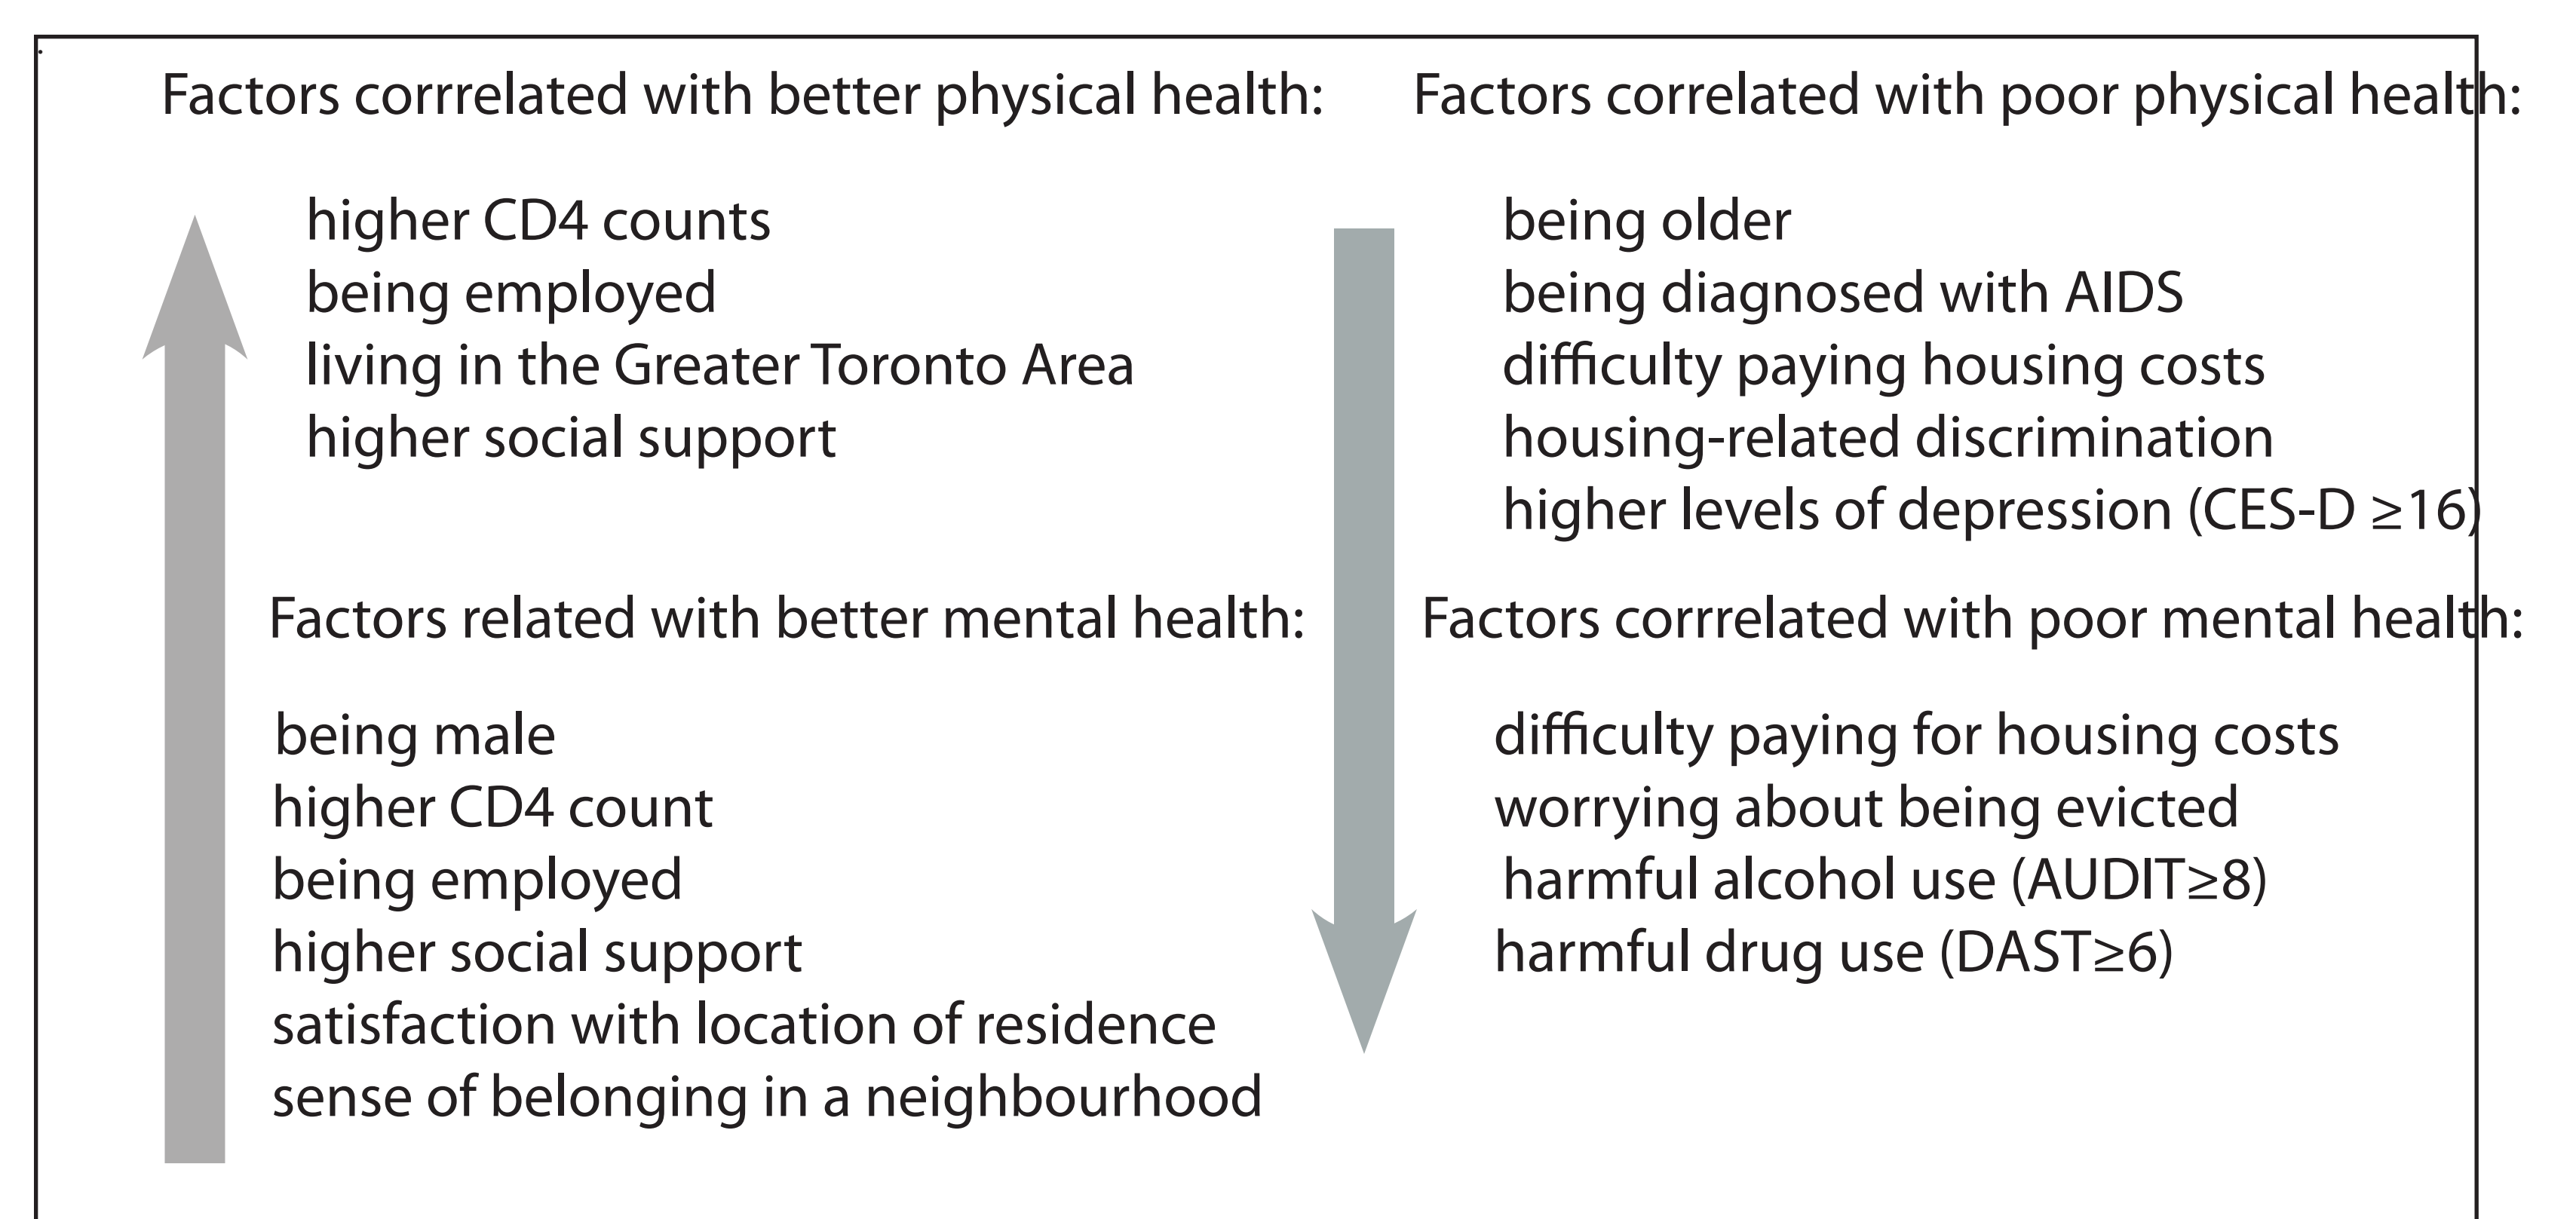 Factors corrrelated with better physical health:
higher CD4 counts
being employed
living in the Greater Toronto Area
higher social support
Factors related with better mental health:
being male
higher CD4 count
being employed
higher social support
satisfaction with location of residence
sense of belonging in a neighbourhood
Factors correlated with poor physical health:
being older
being diagnosed with AIDS
difficulty paying housing costs
housing-related discrimination
higher levels of depression (CES-D ≥16)
Factors corrrelated with poor mental health:
difficulty paying for housing costs
worrying about being evicted
harmful alcohol use (AUDIT≥8)
harmful drug use (DAST≥6)